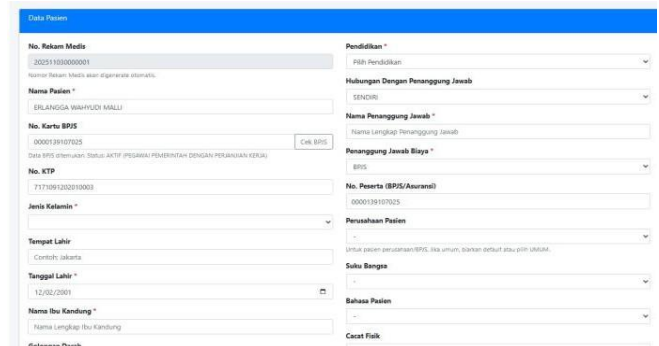 Data Pasien
No. Rekam Medis
202511030000001
Nomor Rekam Medis akan digenerate otomatis.
Nama Pasien *
ERLANGGA WAHYUDI MALLI
No. Kartu BPJS
0000139107025
Cek BPJS
Data BPJS ditemukan: Status: AKTIF (PEGAWAI PEMERINTAH DENGAN PERJANJIAN KERJA)
No. KTP
7171091202010003
Jenis Kelamin *
Tempat Lahir
Contoh: Jakarta
Tanggal Lahir *
12/02/2001
Nama Ibu Kandung *
Nama Lengkap Ibu Kandung
Golongan Darah
Pendidikan *
Pilih Pendidikan
Hubungan Dengan Penanggung Jawab
SENDIRI
Nama Penanggung Jawab *
Nama Lengkap Penanggung Jawab
Penanggung Jawab Biaya *
BPJS
No. Peserta (BPJS/Asuransi)
0000139107025
Perusahaan Pasien
-
Untuk pasien perusahaan/BPJS. Jika umum, biarkan default atau pilih UMUM.
Suku Bangsa
-
Bahasa Pasien
-
Cacat Fisik